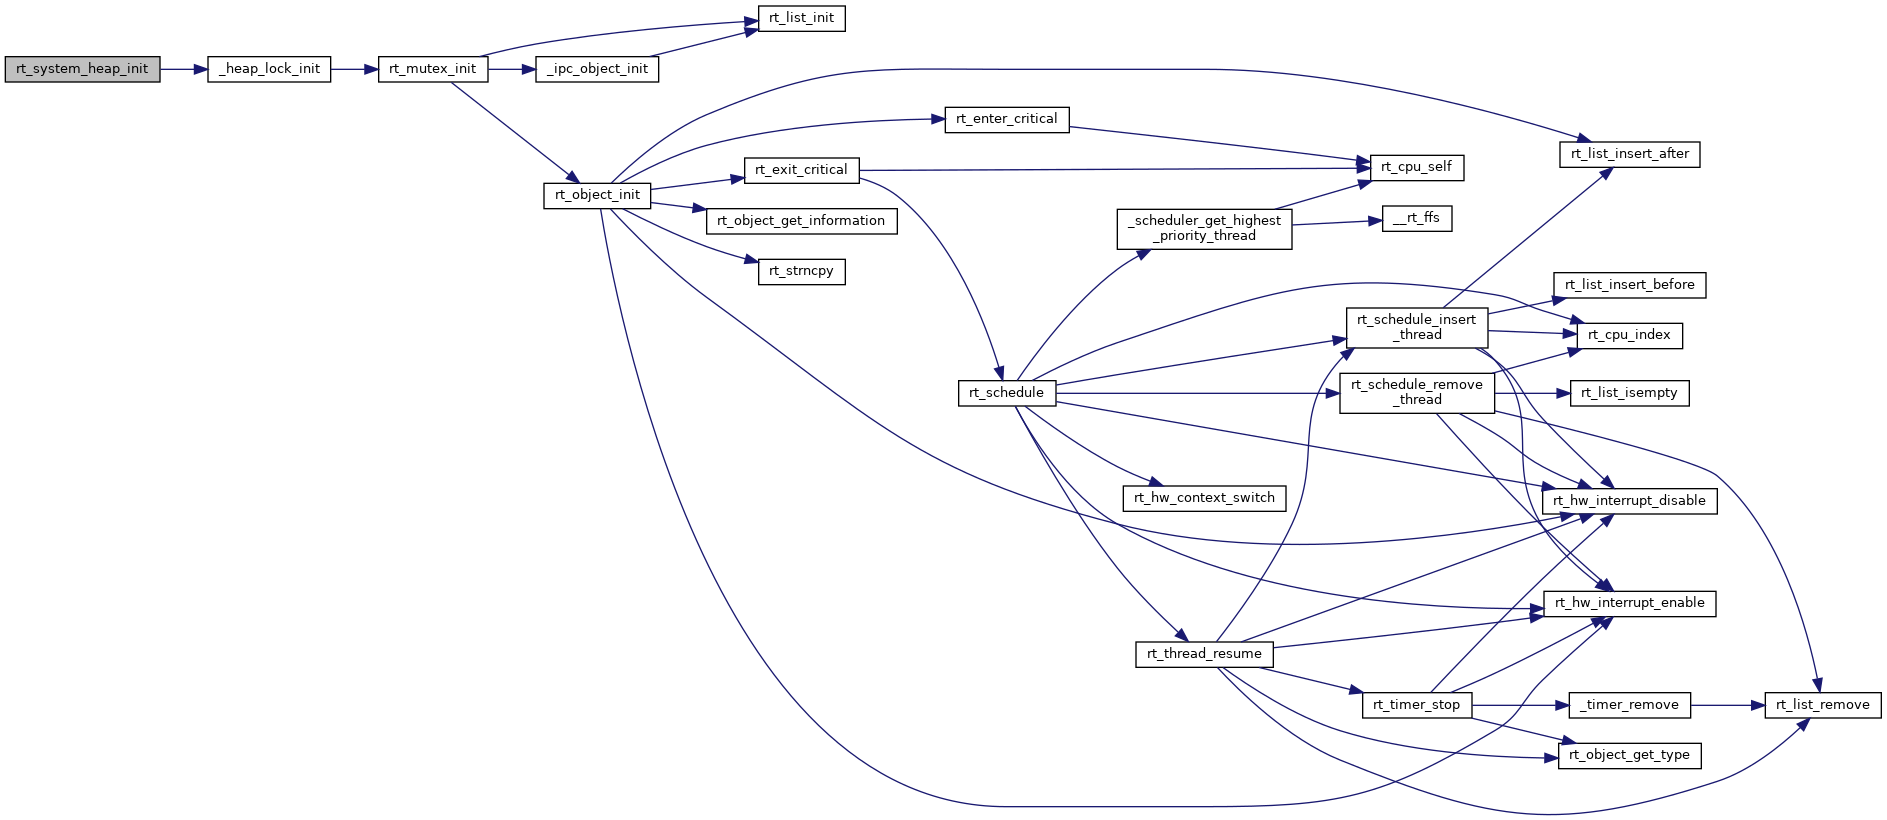 rt_system_heap_init
_heap_lock_init
rt_mutex_init
rt_list_init
_ipc_object_init
rt_object_init
rt_enter_critical
rt_exit_critical
rt_object_get_information
rt_strncpy
rt_schedule
_scheduler_get_highest
_priority_thread
rt_hw_context_switch
rt_thread_resume
rt_cpu_self
__rt_ffs
rt_schedule_insert
_thread
rt_schedule_remove
_thread
rt_timer_stop
rt_list_insert_after
rt_list_insert_before
rt_cpu_index
rt_list_isempty
rt_hw_interrupt_disable
rt_hw_interrupt_enable
_timer_remove
rt_object_get_type
rt_list_remove